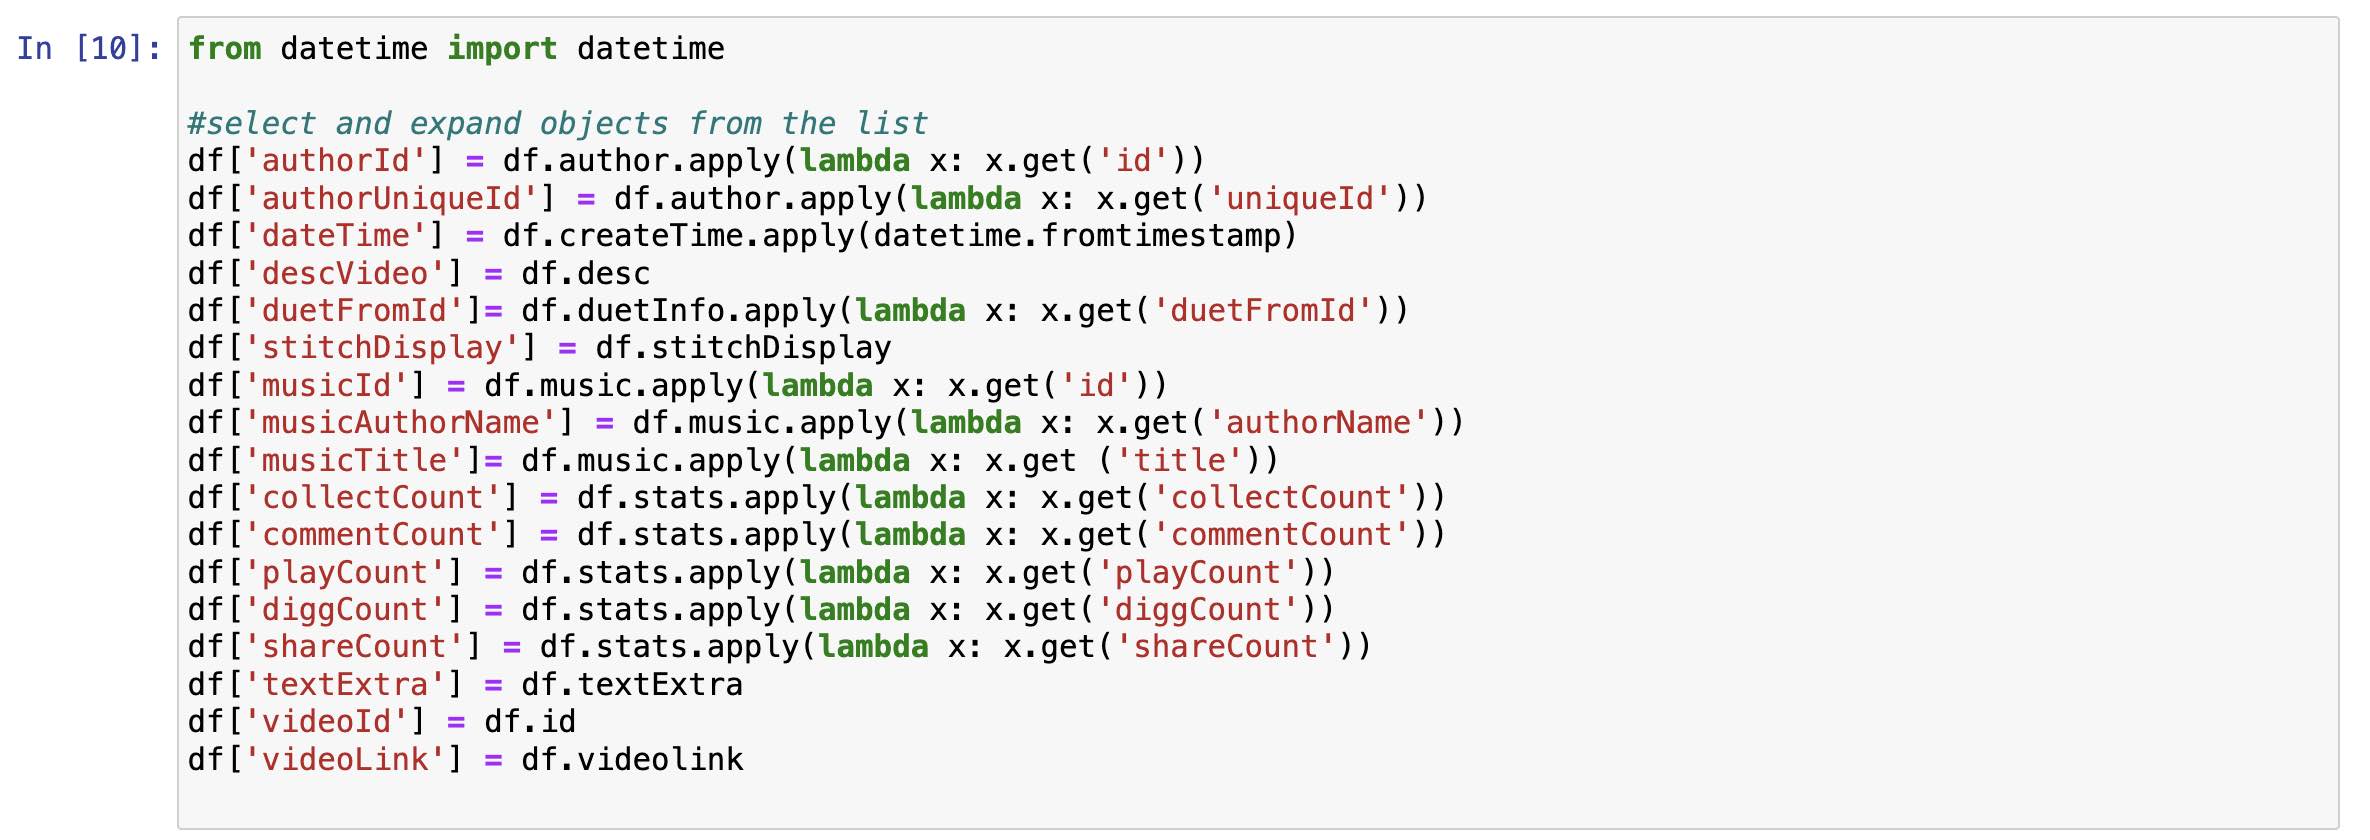 In [10]: from datetime import datetime
#select and expand objects from the list
df['authorId'] = df.author.apply(lambda x: x.get('id'))
df['authorUniqueId'] = df.author.apply(lambda x: x.get('uniqueId'))
df['dateTime'] = df.createTime.apply(datetime.fromtimestamp)
df['descVideo'] = df.desc
df['duetFromId']= df.duetInfo.apply(lambda x: x.get('duetFromId'))
df['stitchDisplay'] = df.stitchDisplay
df['musicId'] = df.music.apply(lambda x: x.get('id'))
df['musicAuthorName'] = df.music.apply(lambda x: x.get('authorName'))
df['musicTitle']= df.music.apply(lambda x: x.get ('title'))
df['collectCount'] = df.stats.apply(lambda x: x.get('collectCount'))
df['commentCount'] = df.stats.apply(lambda x: x.get('commentCount'))
df['playCount'] = df.stats.apply(lambda x: x.get('playCount'))
df['diggCount'] = df.stats.apply(lambda x: x.get('diggCount'))
df['shareCount'] = df.stats.apply(lambda x: x.get('shareCount'))
df['textExtra'] = df.textExtra
df['videoId'] = df.id
df['videoLink'] = df.videolink